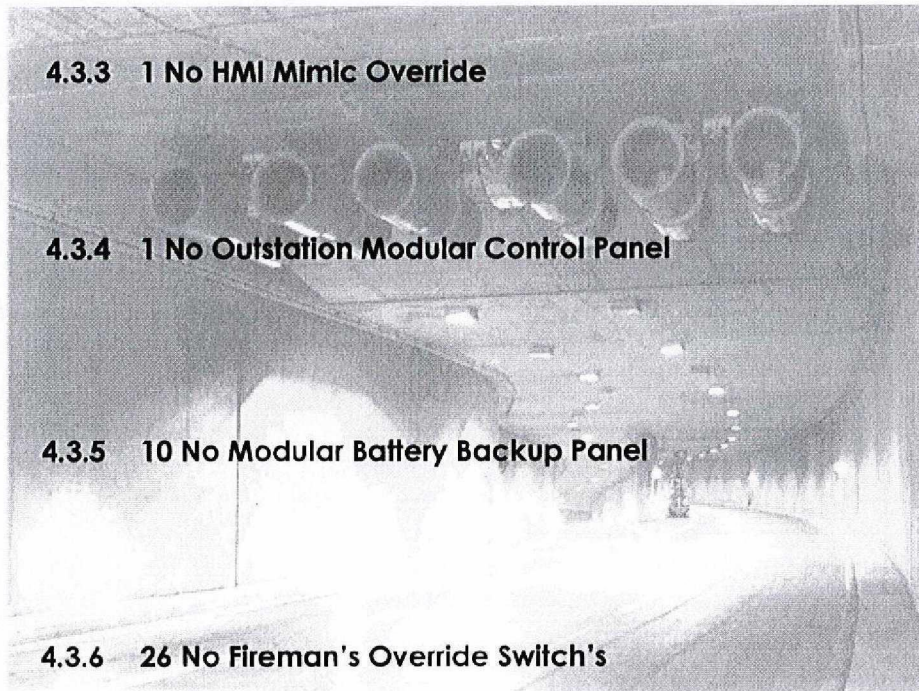 4.3.3 1 No HMI Mimic Override
4.3.4 1 No Outstation Modular Control Panel
4.3.5 10 No Modular Battery Backup Panel
4.3.6 26 No Fireman's Override Switch's